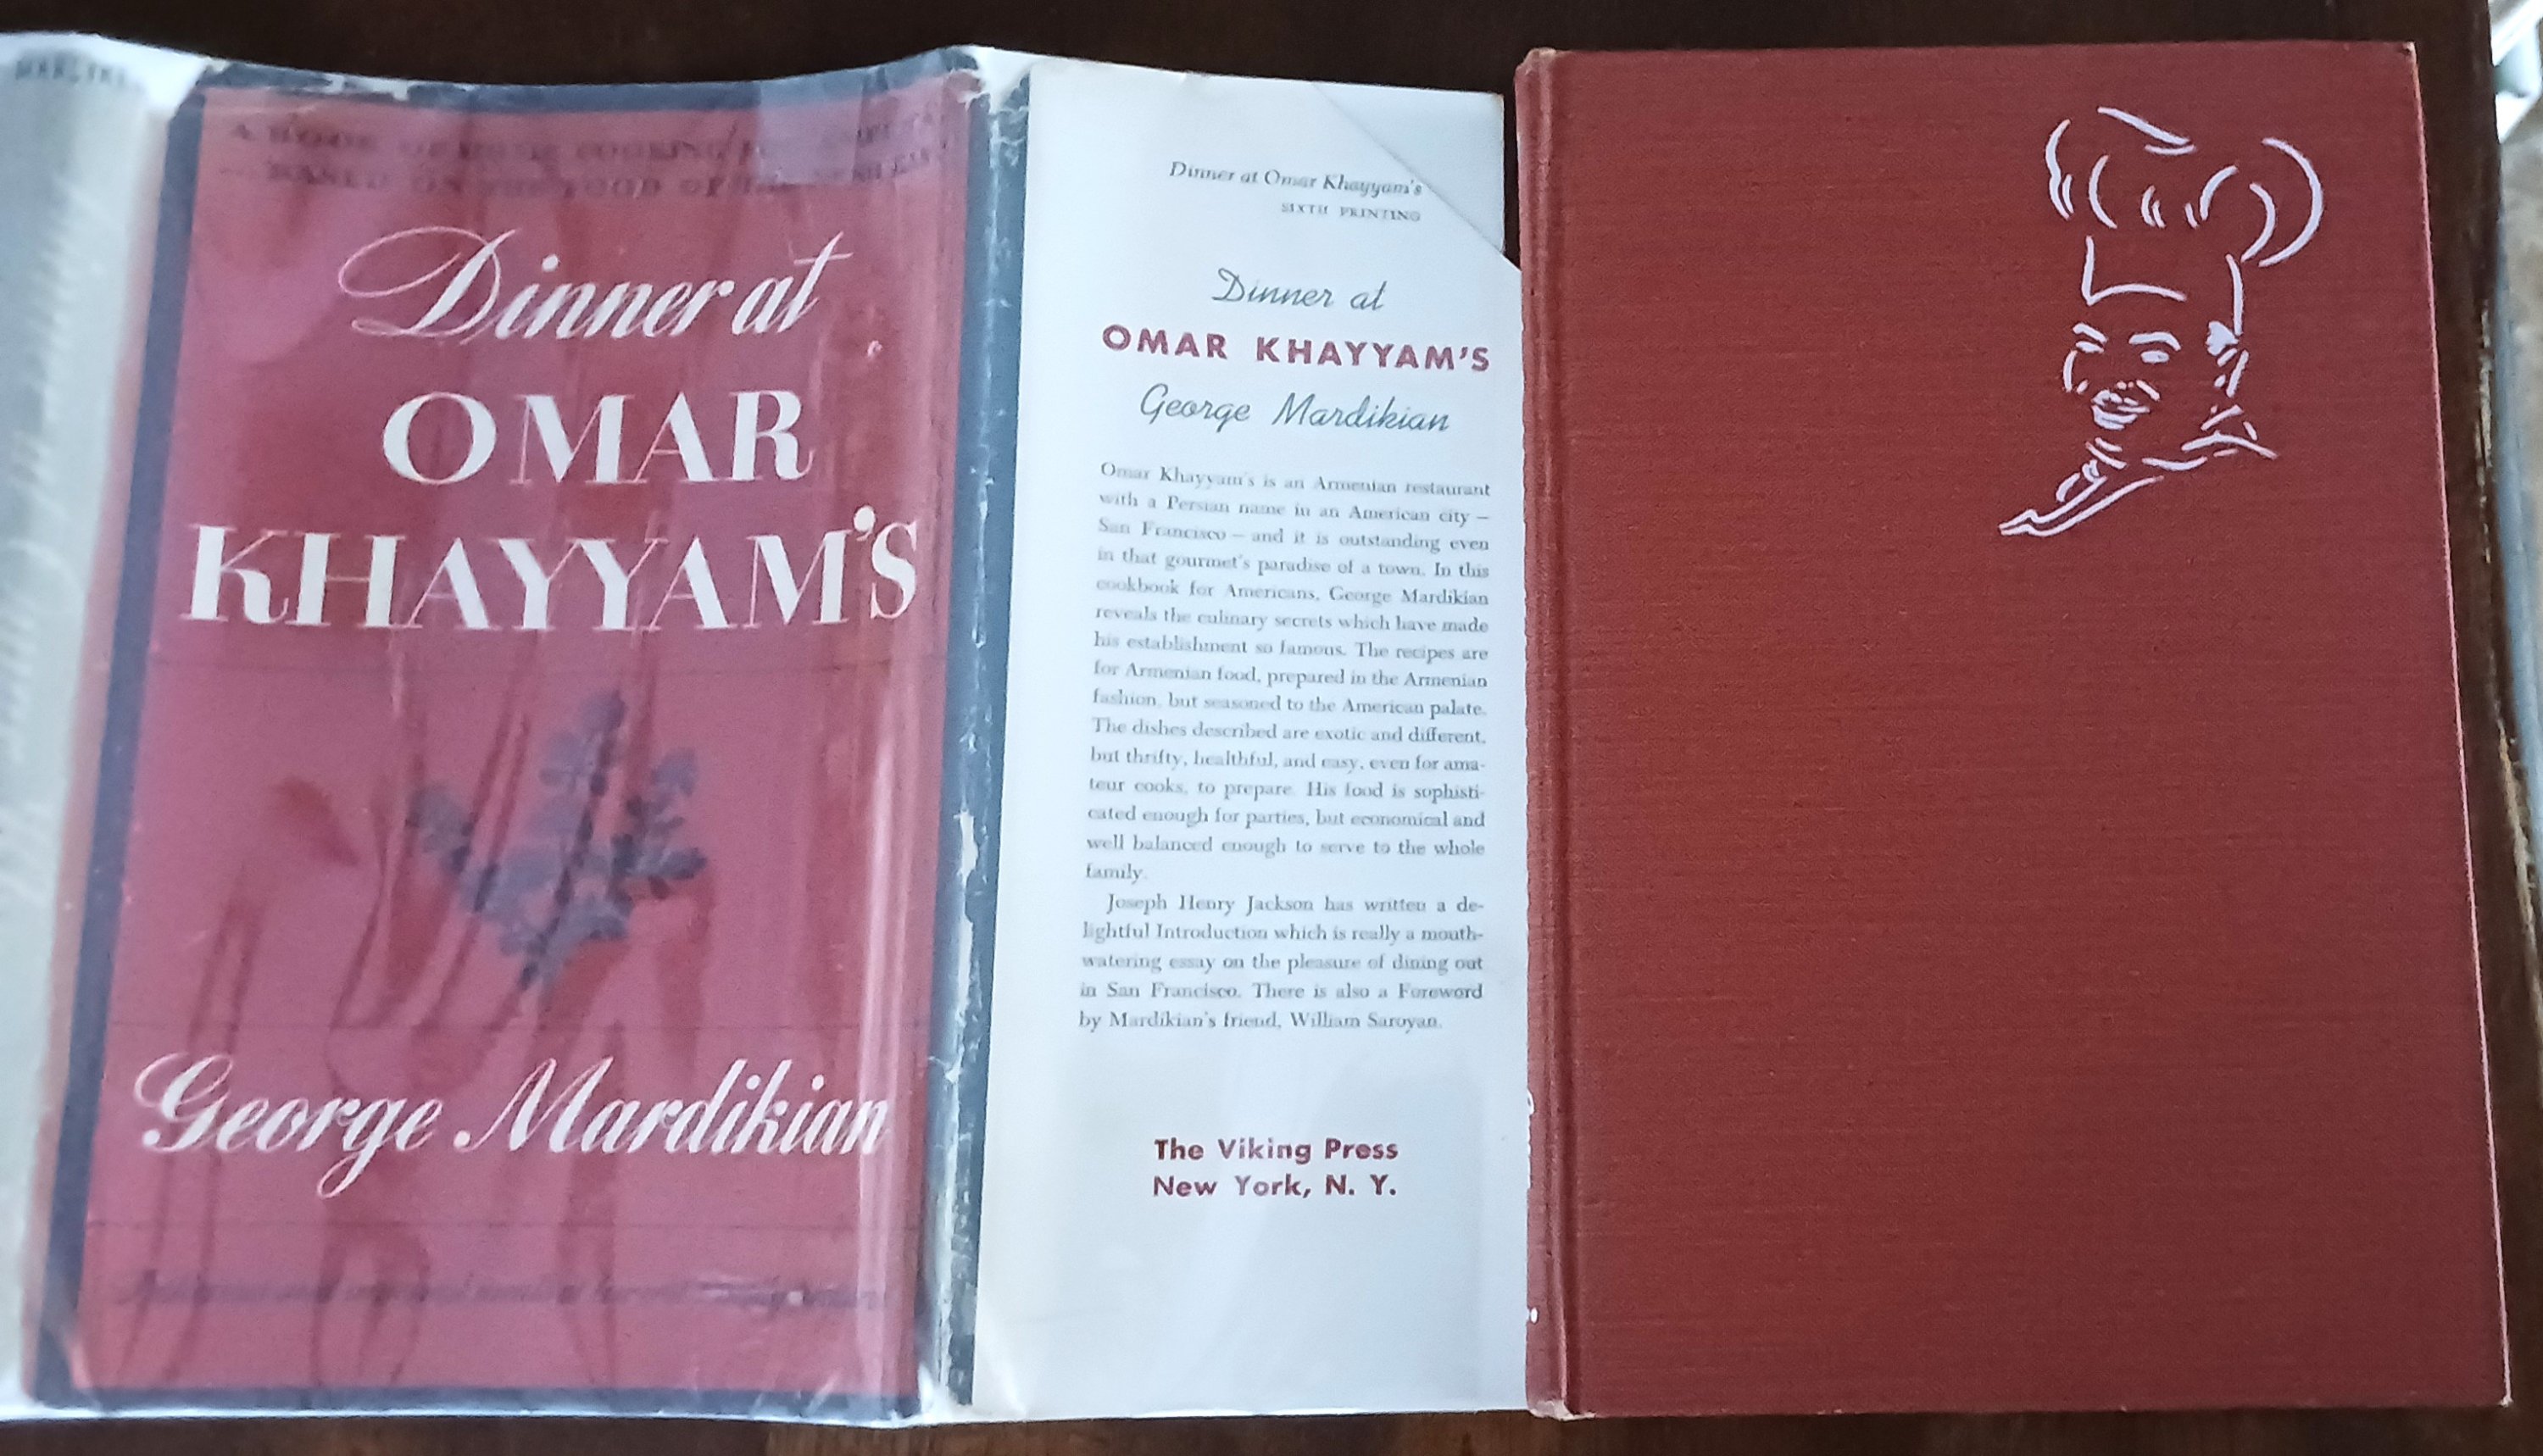 A BOOK OF COOKING
BASED ON FOOD OF
Dinner at
OMAR
KHAYYAM'S
George Mardikian
Dinner at Omar Khayyam's
SIXTH PRINTING
Dinner at
OMAR KHAYYAM'S
George Mardikian
Omar Khayyam's is an Armenian restaurant
with a Persian name in an American city –
San Francisco – and it is outstanding even
in that gourmet's paradise of a town. In this
cookbook for Americans, George Mardikian
reveals the culinary secrets which have made
his establishment so famous. The recipes are
for Armenian food, prepared in the Armenian
fashion, but seasoned to the American palate.
The dishes described are exotic and different,
but thrifty, healthful, and easy, even for ama-
teur cooks, to prepare. His food is sophisti-
cated enough for parties, but economical and
well balanced enough to serve to the whole
family.
Joseph Henry Jackson has written a de-
lightful Introduction which is really a mouth-
watering essay on the pleasure of dining out
in San Francisco. There is also a Foreword
by Mardikian's friend, William Saroyan.
The Viking Press
New York, N. Y.